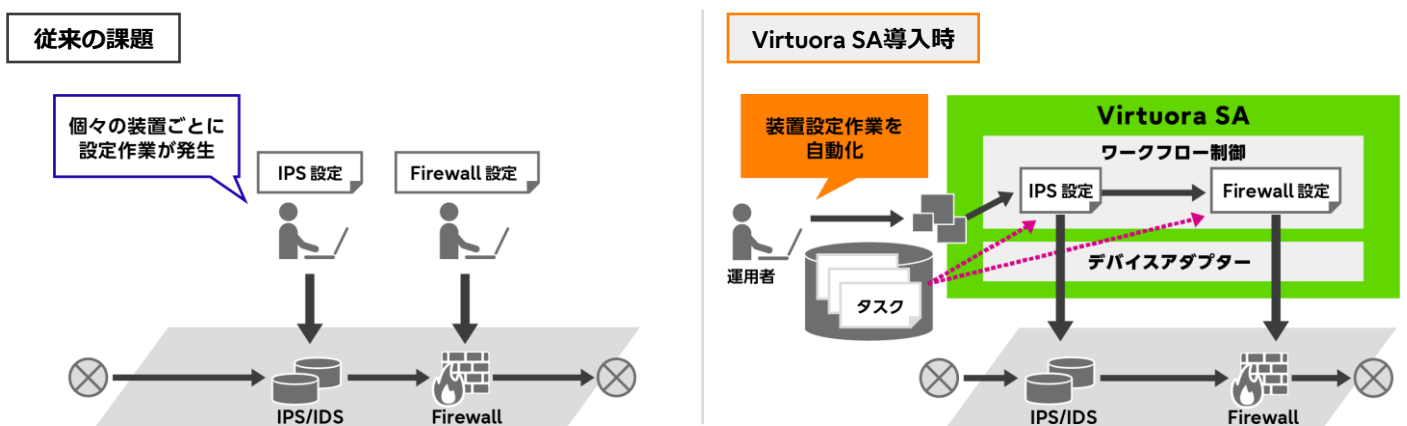 従来の課題
個々の装置ごとに
設定作業が発生
IPS 設定
Firewall 設定
IPS/IDS
Firewall
Virtuora SA導入時
装置設定作業を
自動化
運用者
タスク
Virtuora SA
ワークフロー制御
IPS 設定
Firewall 設定
デバイスアダプター
IPS/IDS
Firewall